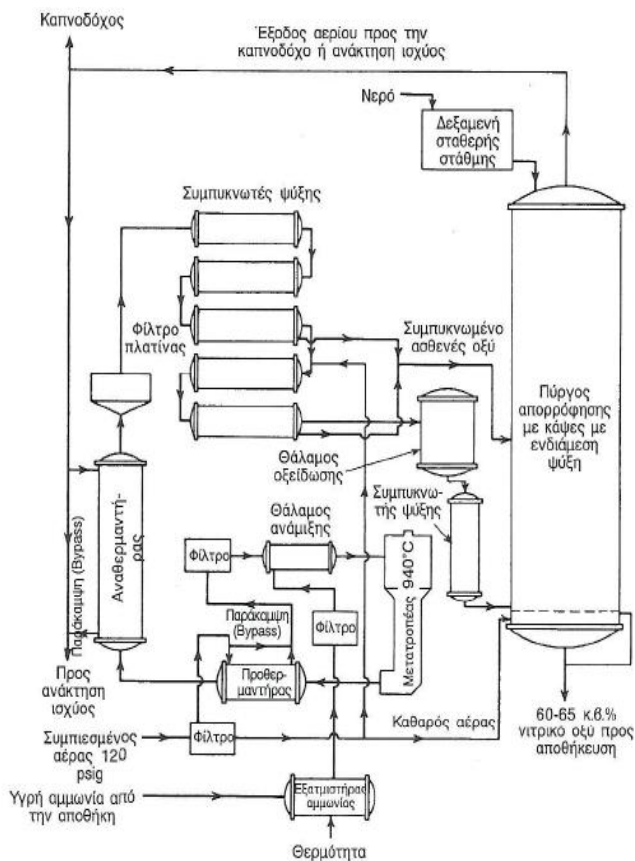 Καπνοδόχος
Έξοδος αερίου προς την
καπνοδόχο ή ανάκτηση ισχύος
Νερό
Δεξαμενή
σταθερής
στάθμης
Συμπυκνωτές ψύξης
Φίλτρο
πλατίνας
Συμπυκνωμένο
ασθενές οξύ
Πύργος
απορρόφησης
με κάψες με
ενδιάμεση
ψύξη
Θάλαμος
οξείδωσης
Συμπυκνω-
τής ψύξης
Αναθερμαντή-
ρας
Παράκαμψη (Bypass)
Θάλαμος
ανάμιξης
Φίλτρο
Μετατροπέας 940°C
Παράκαμψη
(Bypass)
Φίλτρο
Προθερ-
μαντήρας
Προς
ανάκτηση
ισχύος
Συμπιεσμένος
αέρας 120
psig
Φίλτρο
Καθαρός αέρας
60-65 κ.β.%
νιτρικό οξύ προς
αποθήκευση
Υγρή αμμωνία από
την αποθήκη
Εξατμιστήρας
αμμωνίας
Θερμότητα